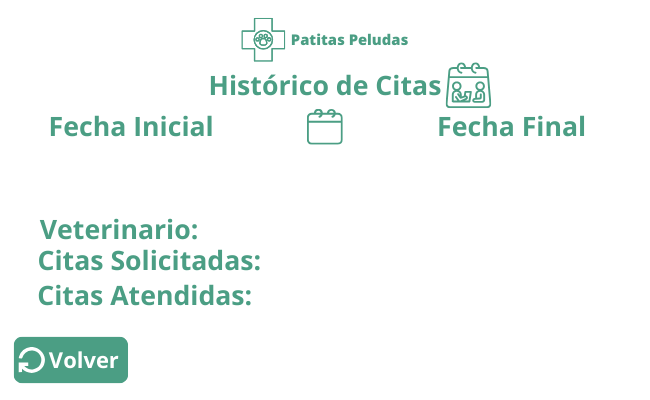 Patitas Peludas
Histórico de Citas
Fecha Inicial
Fecha Final
Veterinario:
Citas Solicitadas:
Citas Atendidas:
Volver